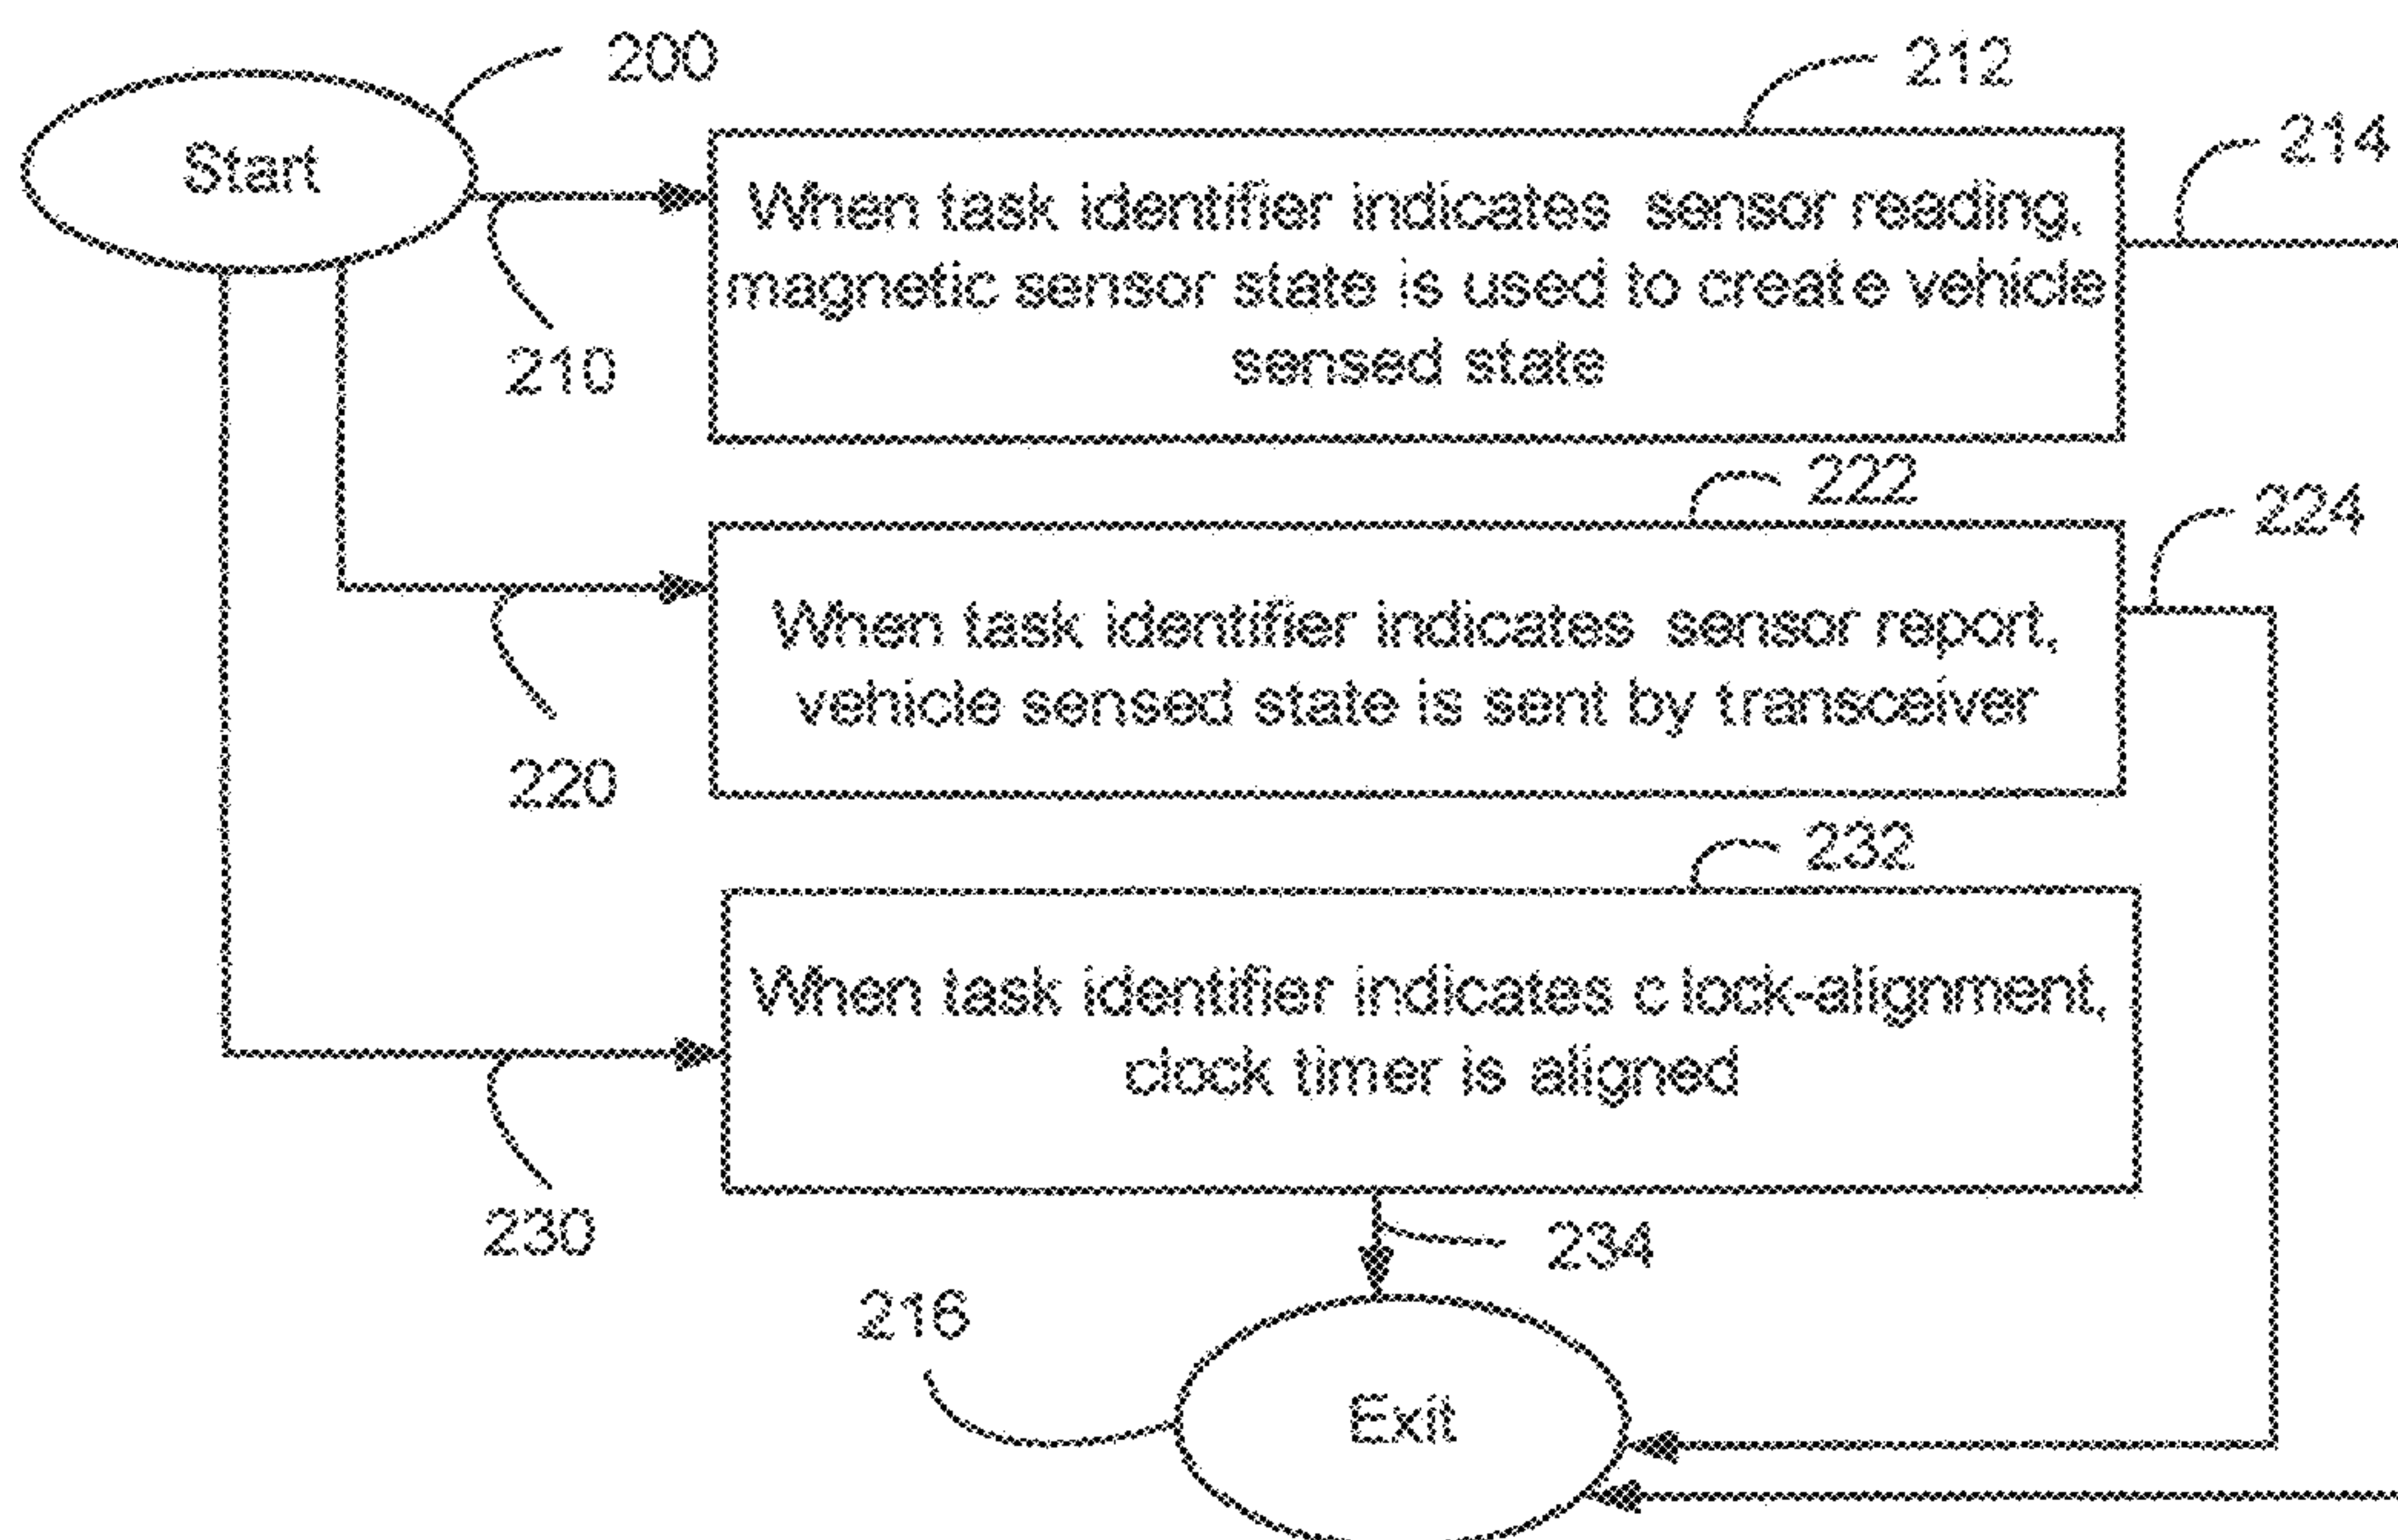 200
212
214
Start
When task identifier indicates sensor reading,
magnetic sensor state is used to create vehicle
sensed state
210
222
224
When task identifier indicates sensor report,
vehicle sensed state is sent by transceiver
220
232
When task identifier indicates c lock-alignment,
clock timer is aligned
230
234
216
Exit